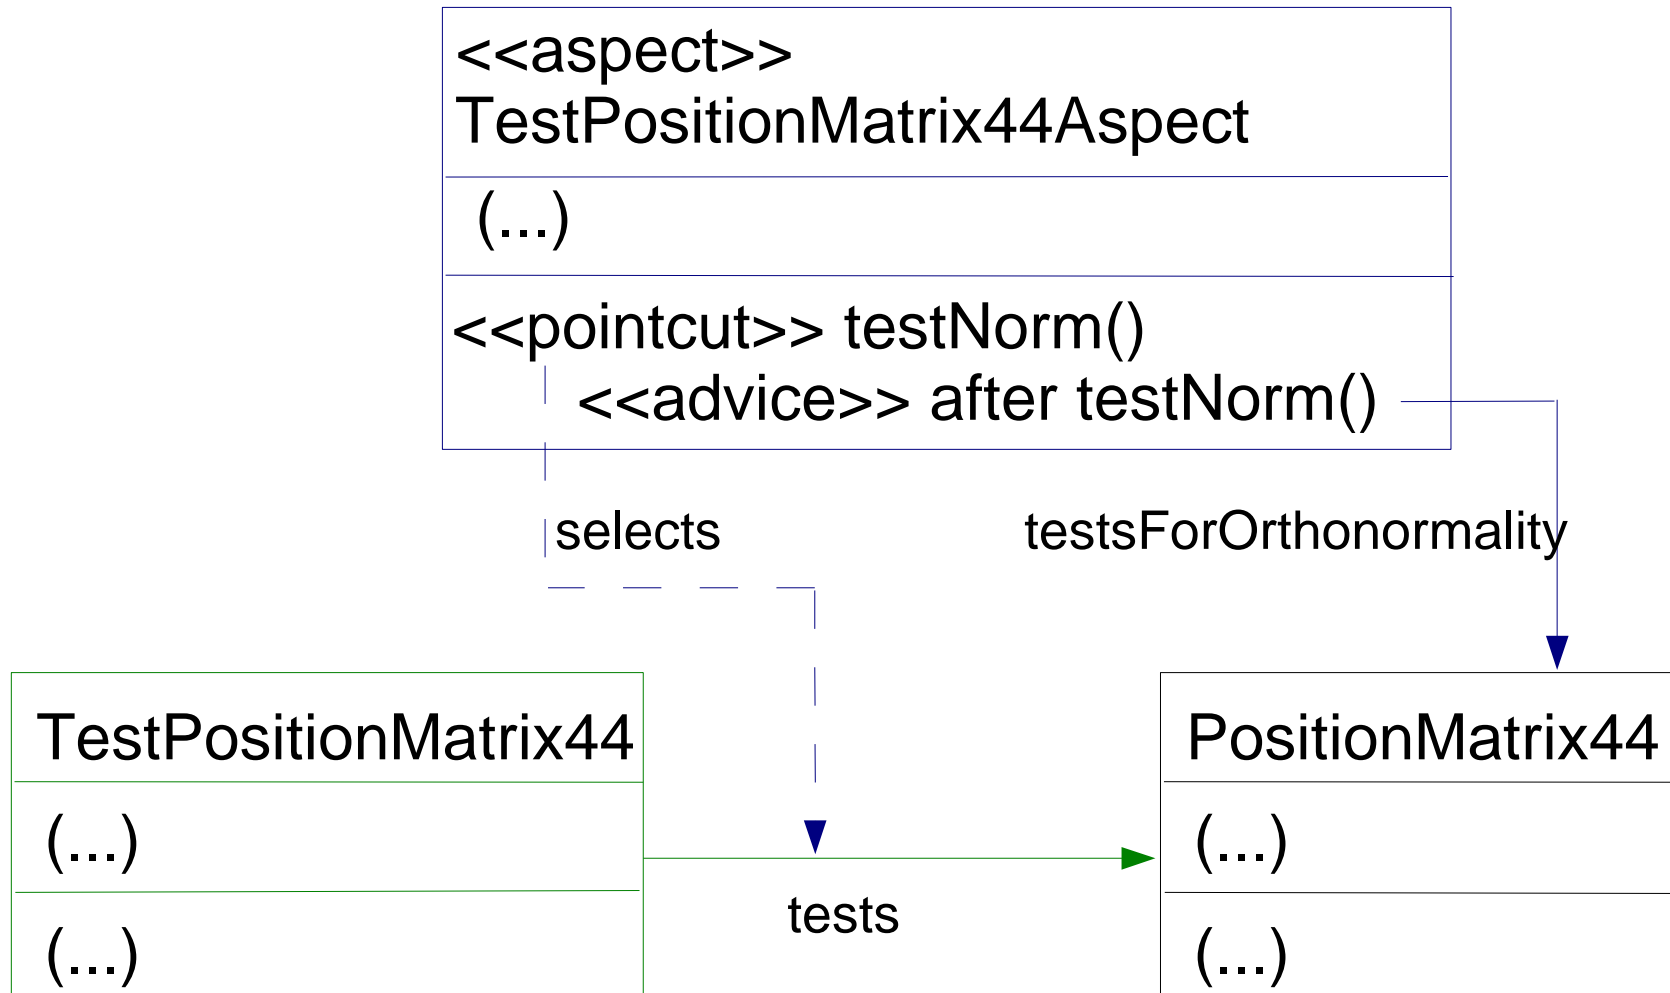 <<aspect>>
TestPositionMatrix44Aspect
(...)
<<pointcut>> testNorm()
<<advice>> after testNorm()
selects
testsForOrthonormality
TestPositionMatrix44
(...)
(...)
tests
PositionMatrix44
(...)
(...)